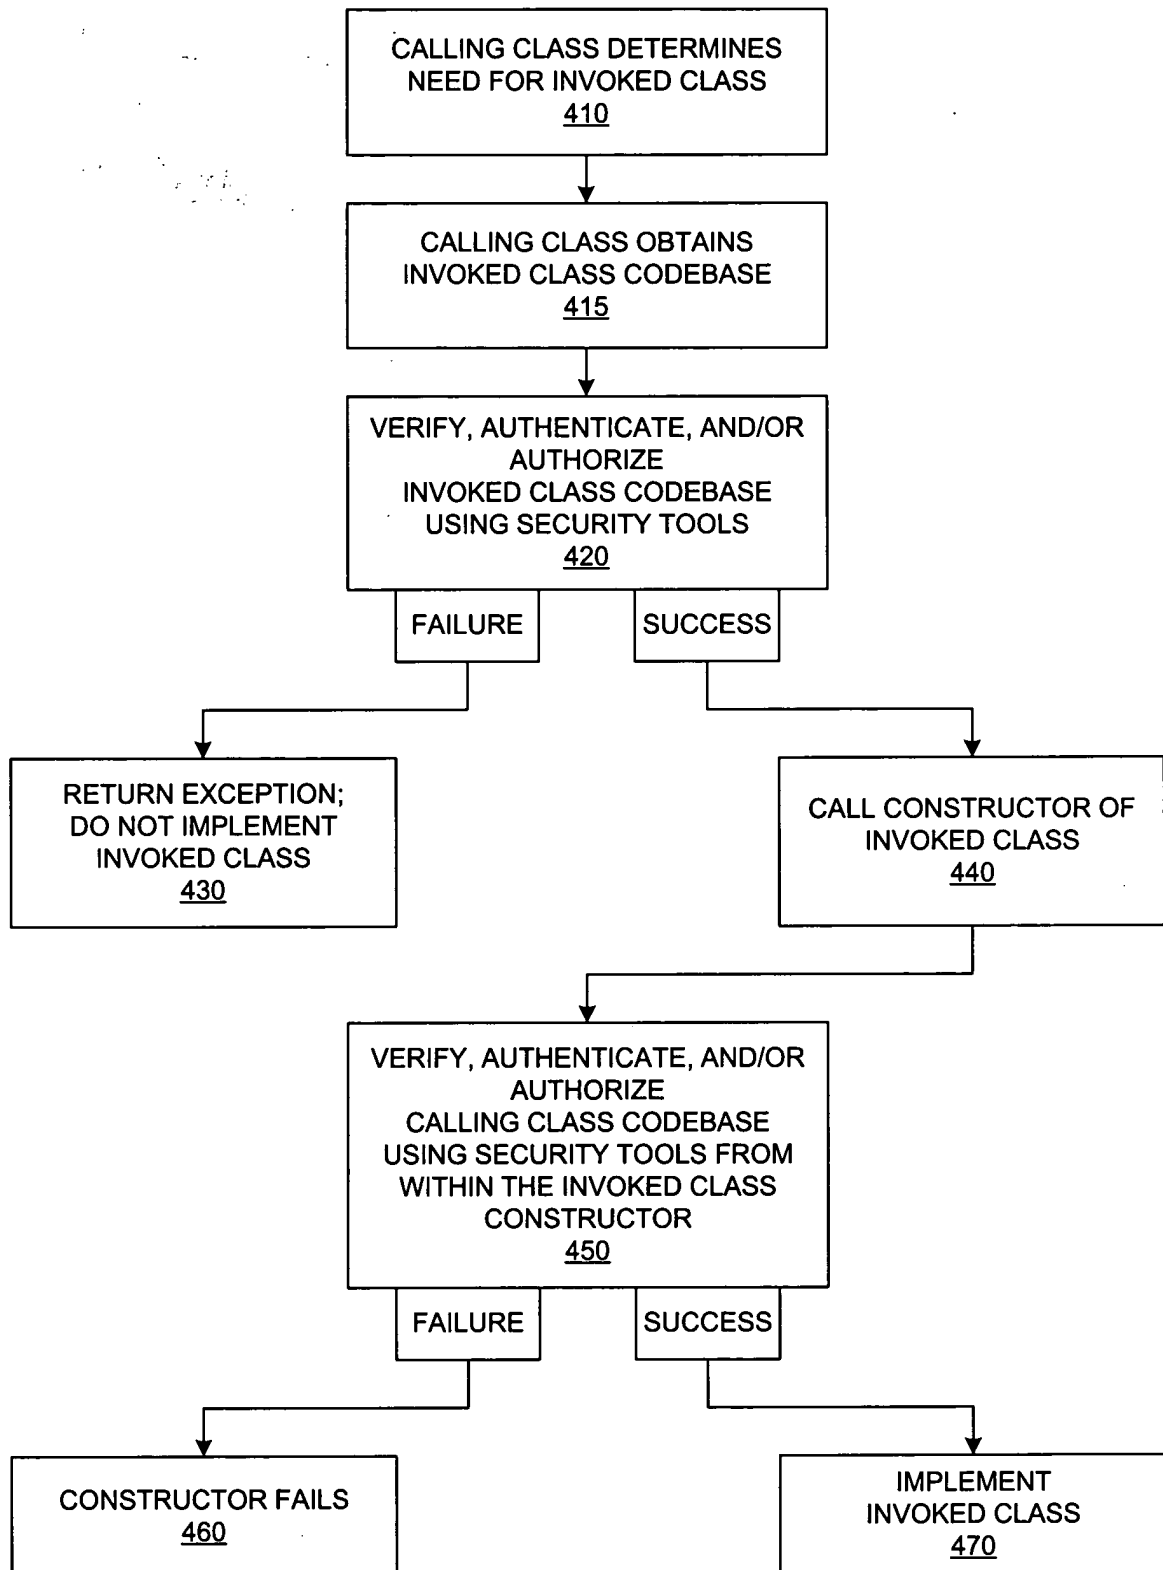 CALLING CLASS DETERMINES
NEED FOR INVOKED CLASS
410
CALLING CLASS OBTAINS
INVOKED CLASS CODEBASE
415
VERIFY, AUTHENTICATE, AND/OR
AUTHORIZE
INVOKED CLASS CODEBASE
USING SECURITY TOOLS
420
FAILURE
SUCCESS
RETURN EXCEPTION;
DO NOT IMPLEMENT
INVOKED CLASS
430
CALL CONSTRUCTOR OF
INVOKED CLASS
440
VERIFY, AUTHENTICATE, AND/OR
AUTHORIZE
CALLING CLASS CODEBASE
USING SECURITY TOOLS FROM
WITHIN THE INVOKED CLASS
CONSTRUCTOR
450
FAILURE
SUCCESS
CONSTRUCTOR FAILS
460
IMPLEMENT
INVOKED CLASS
470